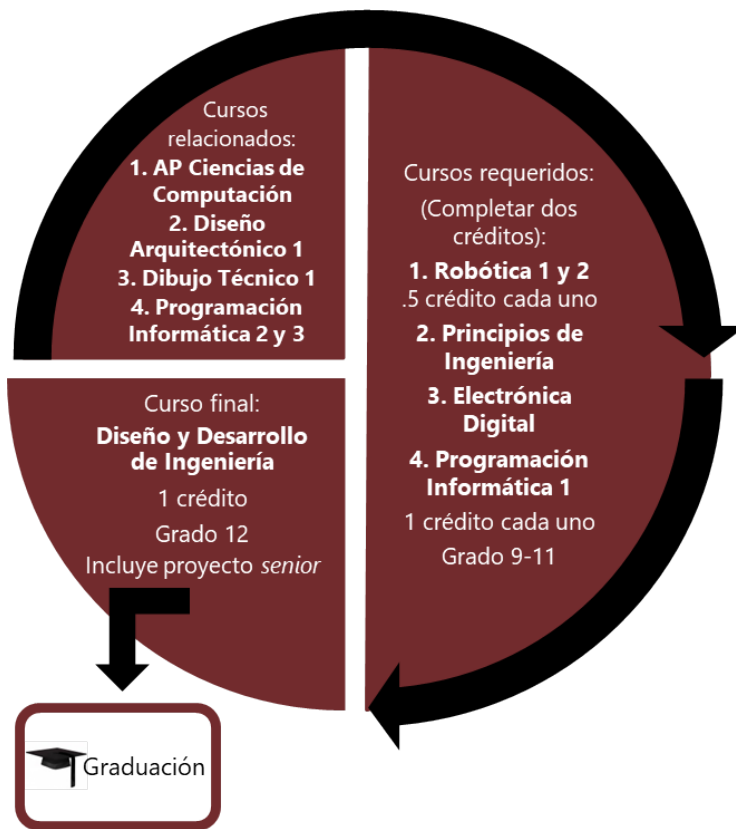 Cursos
relacionados:
1. AP Ciencias de
Computación
2. Diseño
Arquitectónico 1
3. Dibujo Técnico 1
4. Programación
Informática 2 y 3
Cursos requeridos:
(Completar dos
créditos):
1. Robótica 1 y 2
.5 crédito cada uno
2. Principios de
Ingeniería
3. Electrónica
Digital
4. Programación
Informática 1
1 crédito cada uno
Grado 9-11
Curso final:
Diseño y Desarrollo
de Ingeniería
1 crédito
Grado 12
Incluye proyecto senior
Graduación